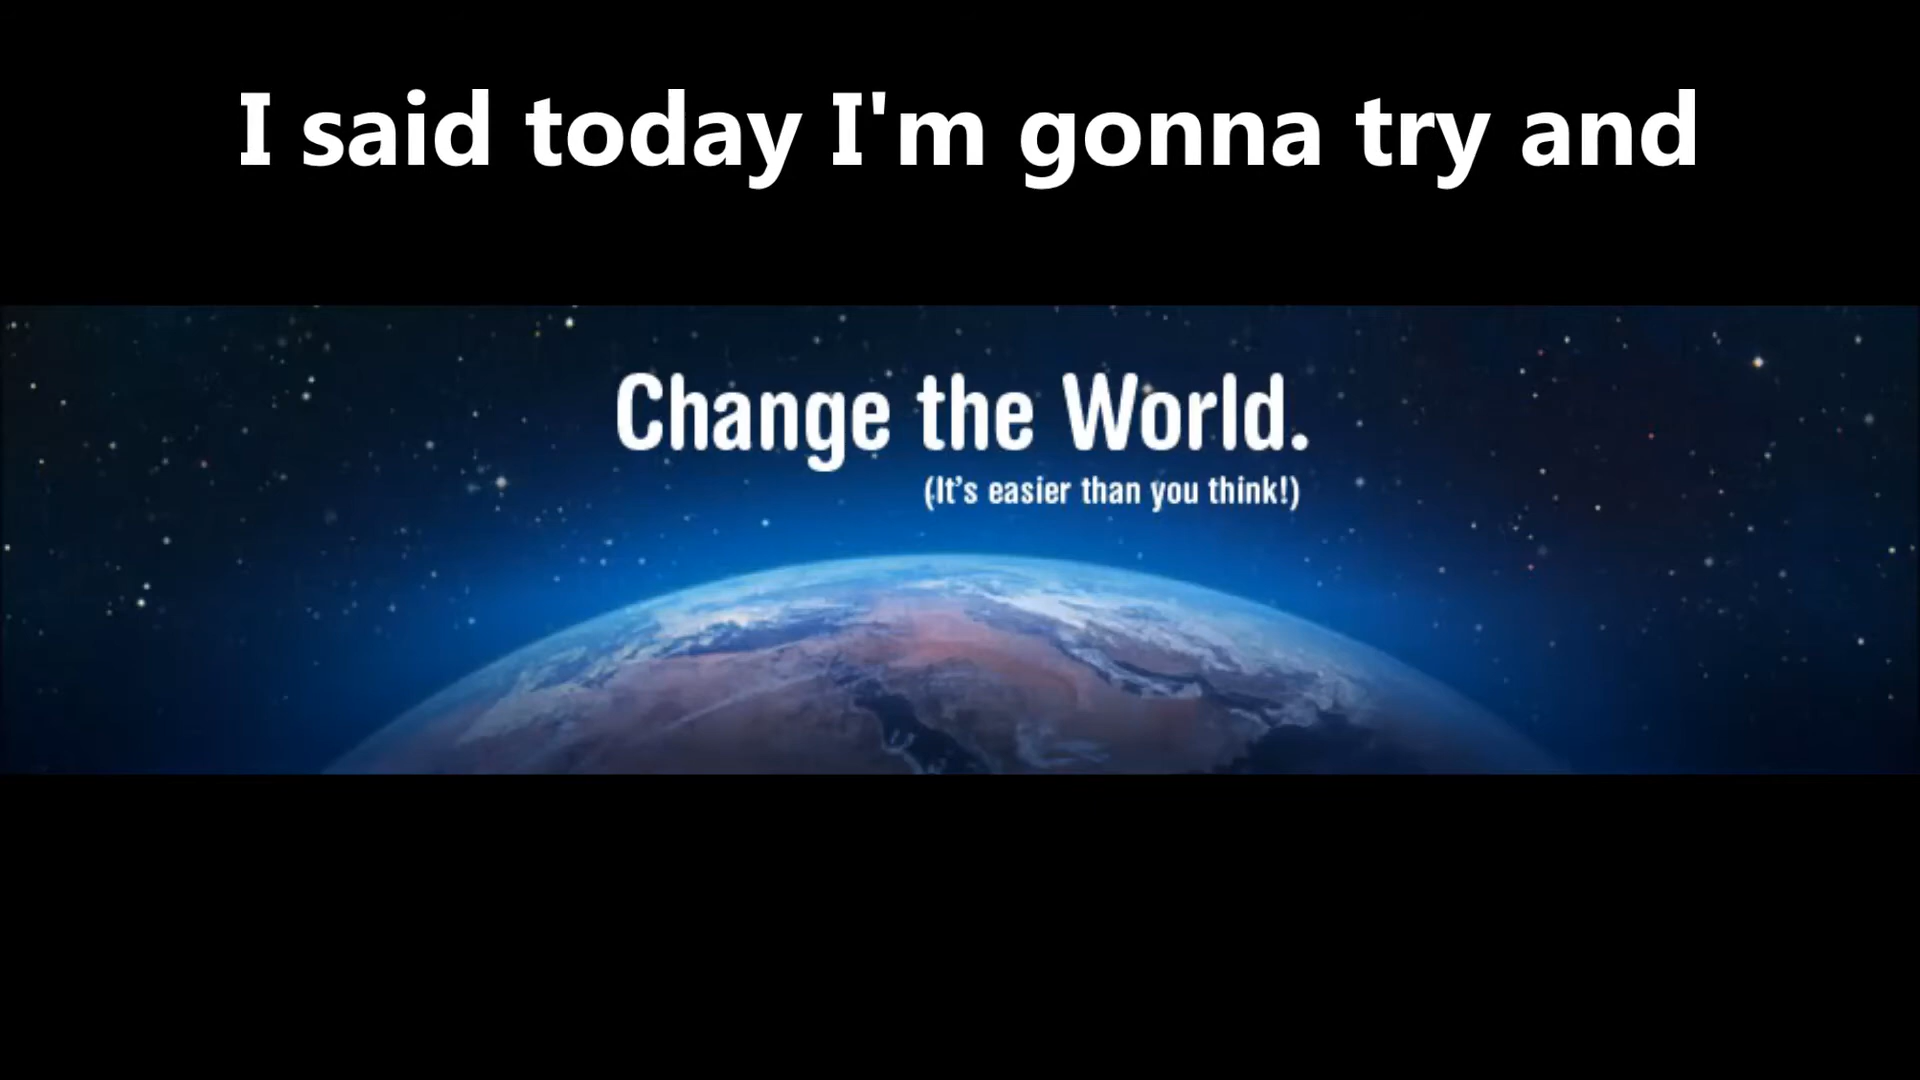 I said today I'm gonna try and
Change the World.
(It's easier than you think!)